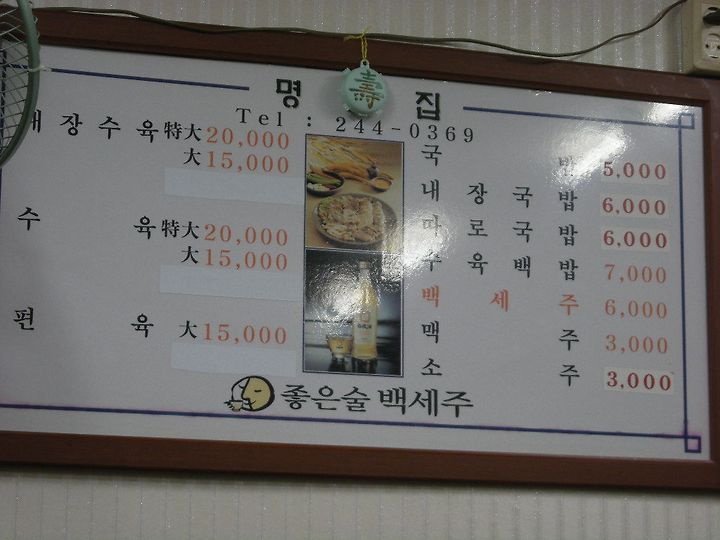 명 집
壽
Tel : 244-0369
내장수육 特大 20,000
大 15,000
수 육 特大 20,000
大 15,000
편 육 大 15,000
국 밥 5,000
내 장 국 밥 6,000
따 로 국 밥 6,000
수 육 백 밥 7,000
백 세 주 6,000
맥 주 3,000
소 주 3,000
좋은술 백세주